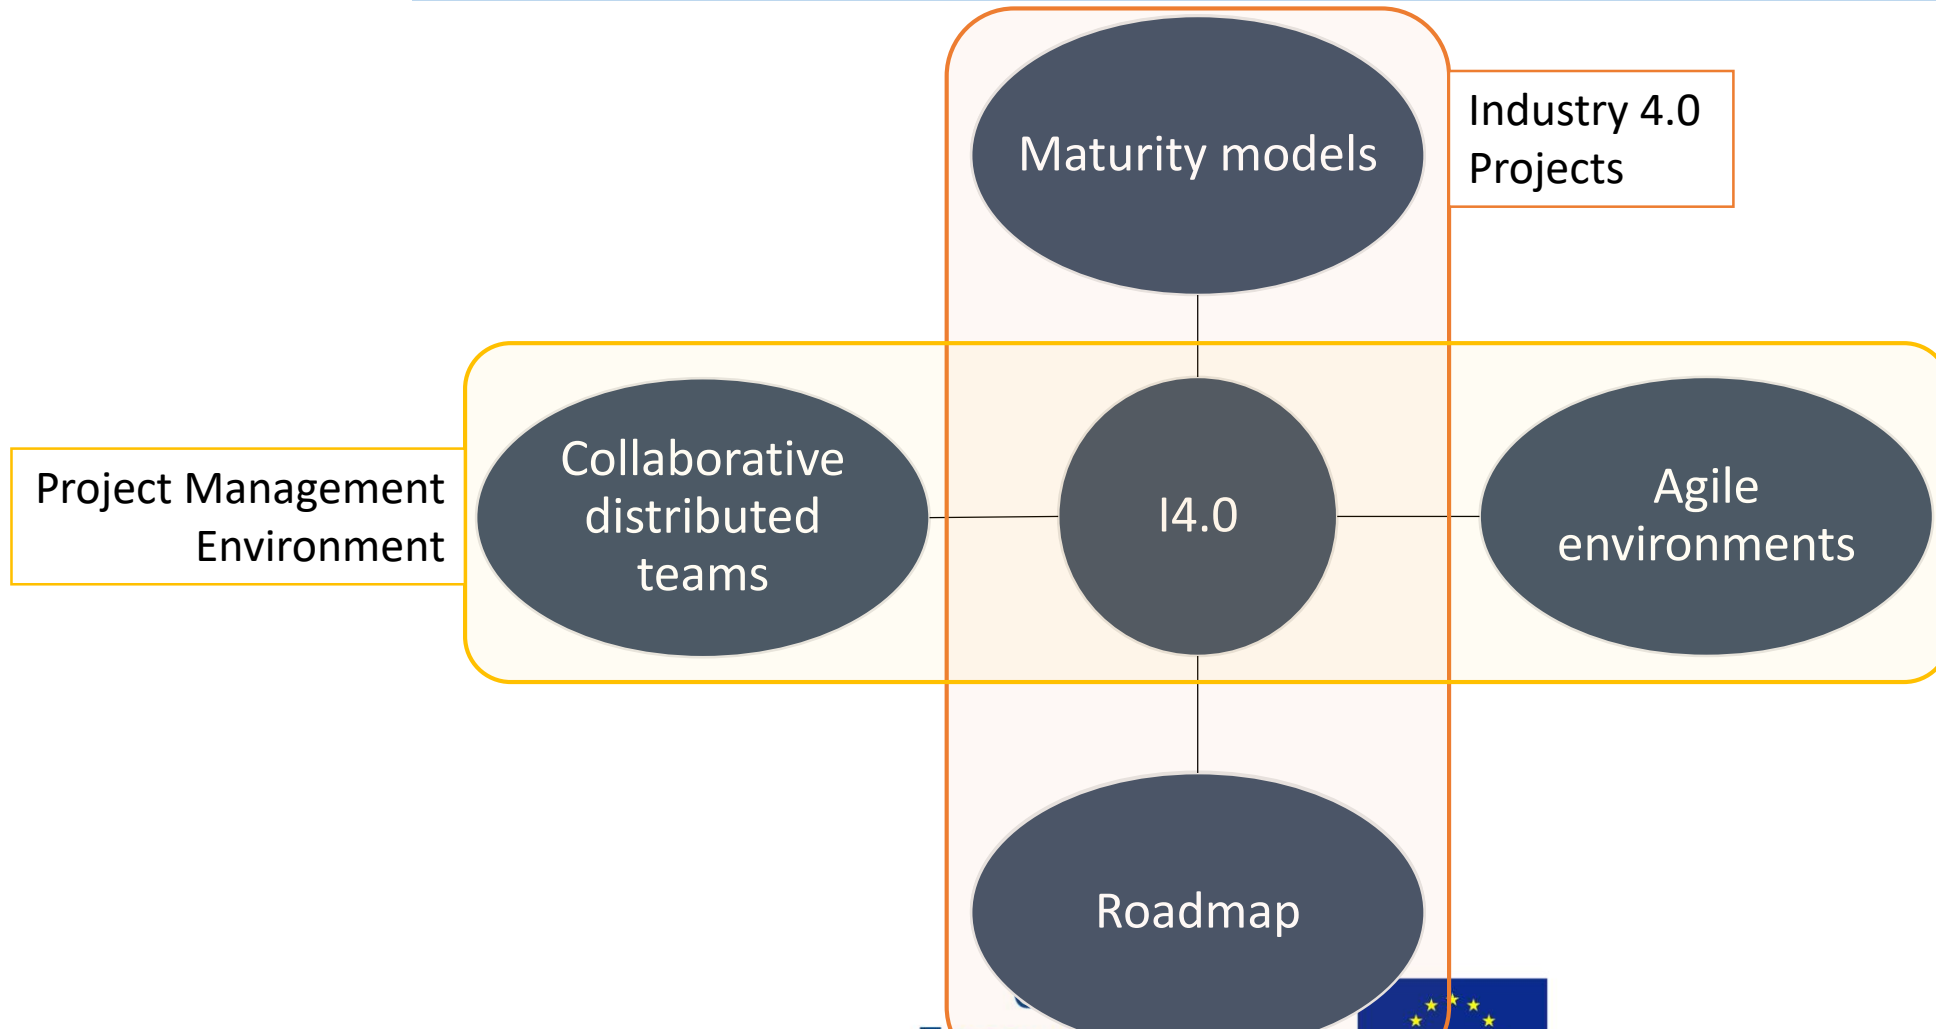 Maturity models
Industry 4.0
Projects
Project Management
Environment
Collaborative
distributed
teams
I4.0
Agile
environments
Roadmap